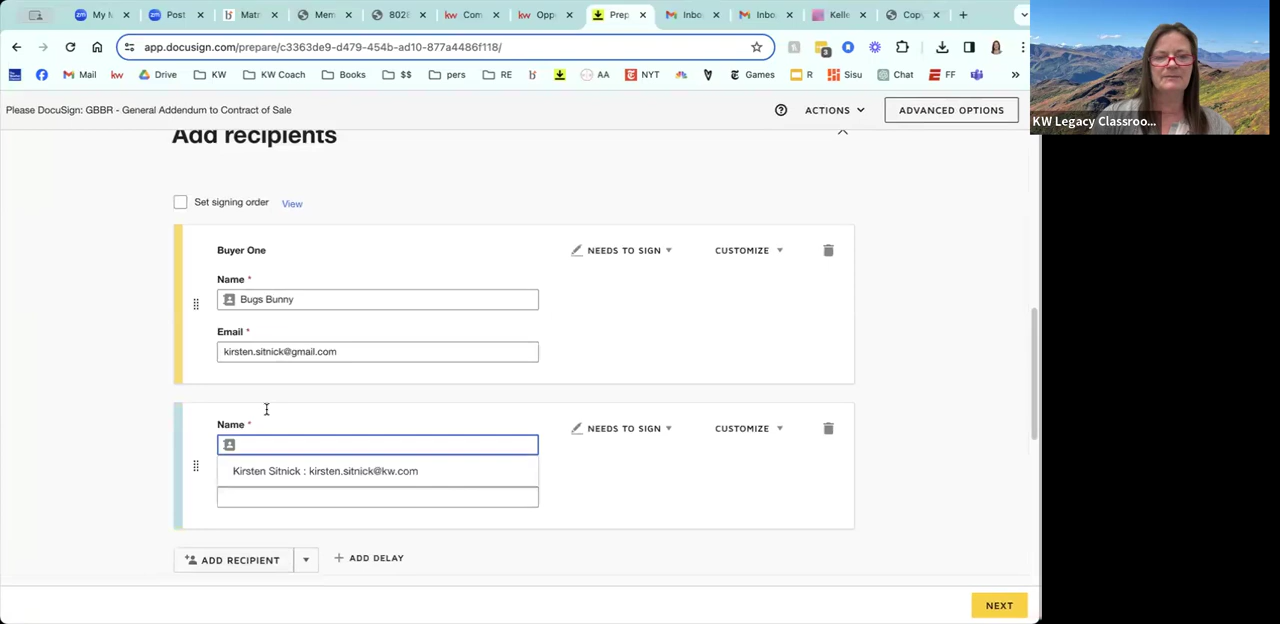 My M
Post
Matr
Mem
8028
Com
Opp
Prep
Inbo
Inbo
Kelle
Cop
app.docusign.com/prepare/c3363de9-d479-454b-ad10-877a4486f118/
Mail
kw
Drive
KW
KW Coach
Books
$$
pers
RE
AA
NYT
Games
R
Sisu
Chat
FF
Please DocuSign: GBBR - General Addendum to Contract of Sale
ACTIONS
ADVANCED OPTIONS
KW Legacy Classroo...
Add recipients
Set signing order
View
Buyer One
NEEDS TO SIGN
CUSTOMIZE
Name *
Bugs Bunny
Email *
kirsten.sitnick@gmail.com
Name *
NEEDS TO SIGN
CUSTOMIZE
Kirsten Sitnick : kirsten.sitnick@kw.com
ADD RECIPIENT
ADD DELAY
NEXT